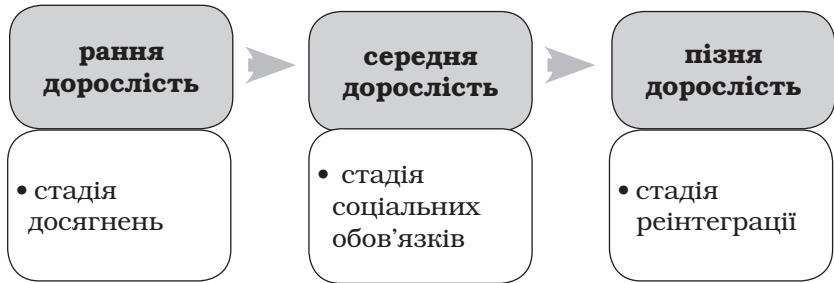 рання
дорослість
середня
дорослість
пізня
дорослість
• стадія
досягнень
• стадія
соціальних
обов'язків
• стадія
реінтеграції